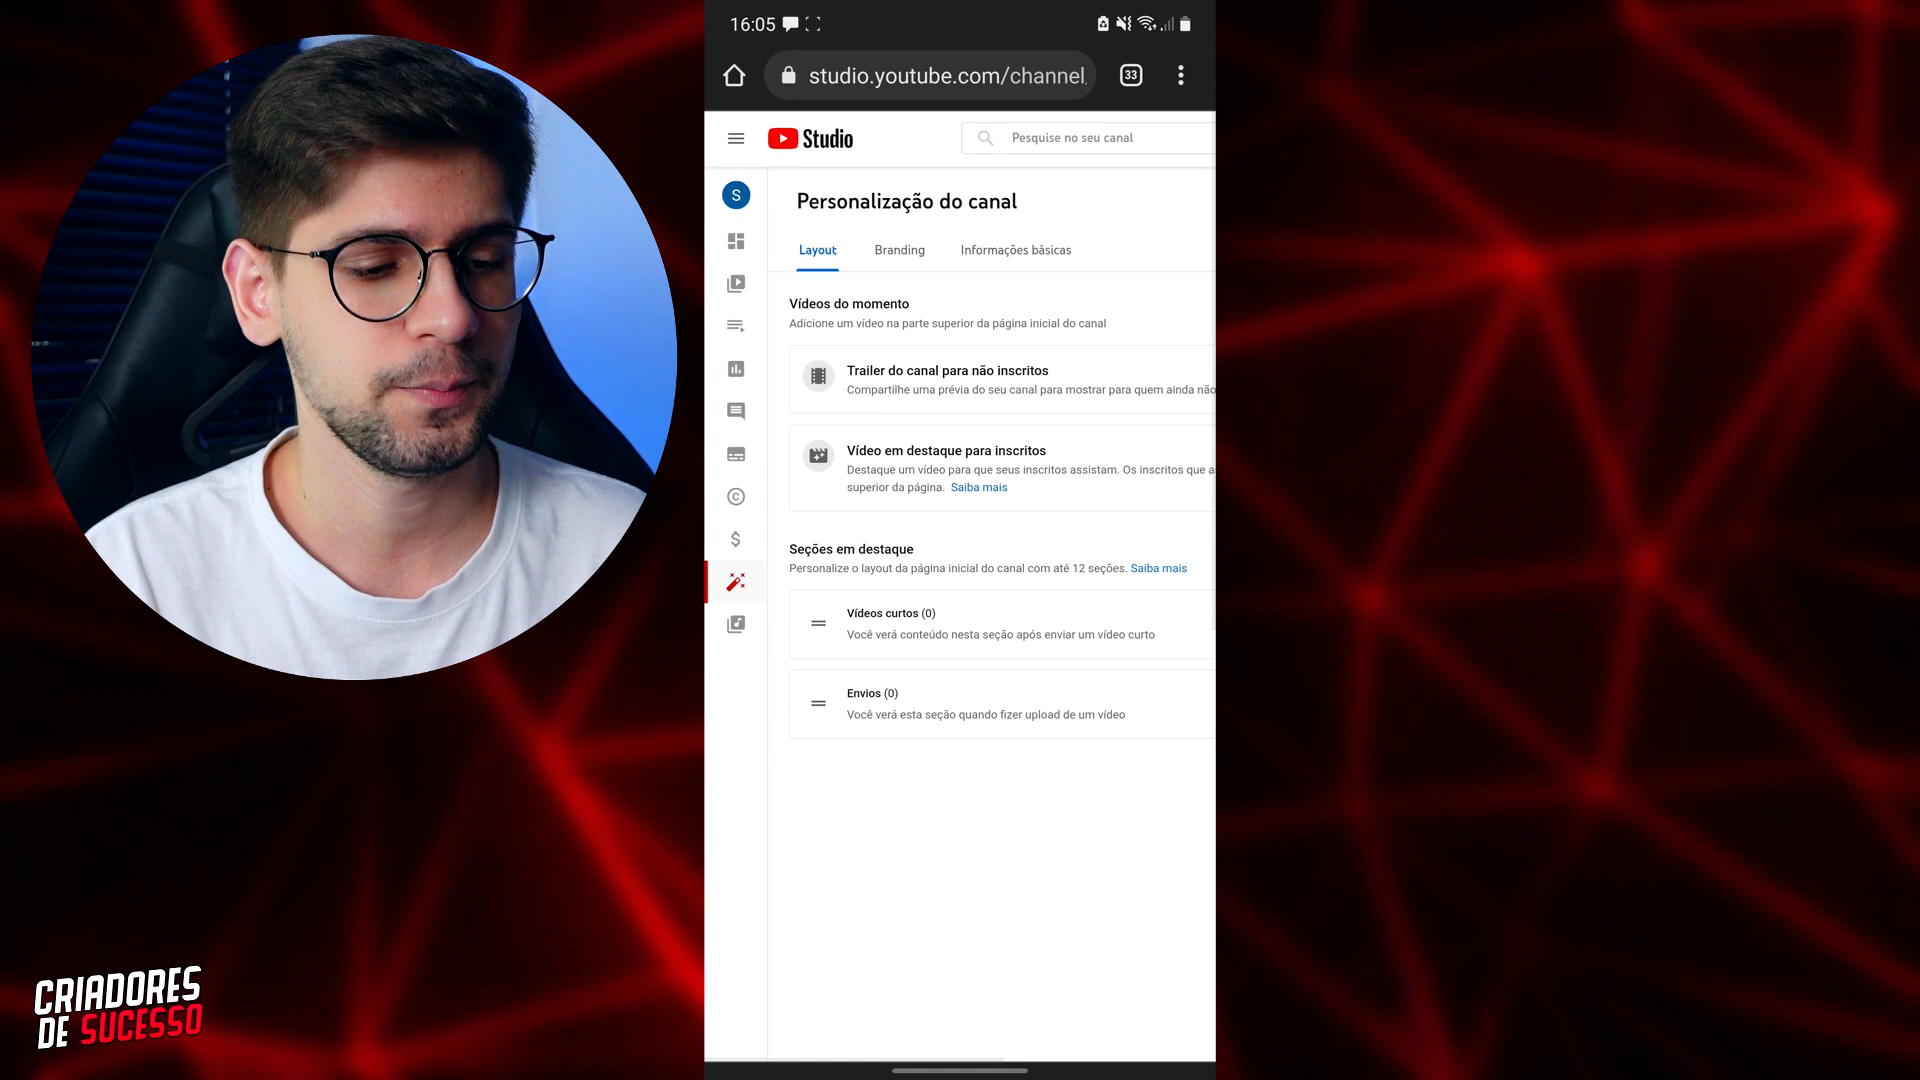 16:05
studio.youtube.com/channel
33
Studio
Pesquise no seu canal
S
Personalização do canal
Layout
Branding
Informações básicas
Vídeos do momento
Adicione um vídeo na parte superior da página inicial do canal
Trailer do canal para não inscritos
Compartilhe uma prévia do seu canal para mostrar para quem ainda não
Vídeo em destaque para inscritos
Destaque um vídeo para que seus inscritos assistam. Os inscritos que a
superior da página. Saiba mais
Seções em destaque
Personalize o layout da página inicial do canal com até 12 seções. Saiba mais
Vídeos curtos (0)
Você verá conteúdo nesta seção após enviar um vídeo curto
Envios (0)
Você verá esta seção quando fizer upload de um vídeo
CRIADORES
DE SUCESSO